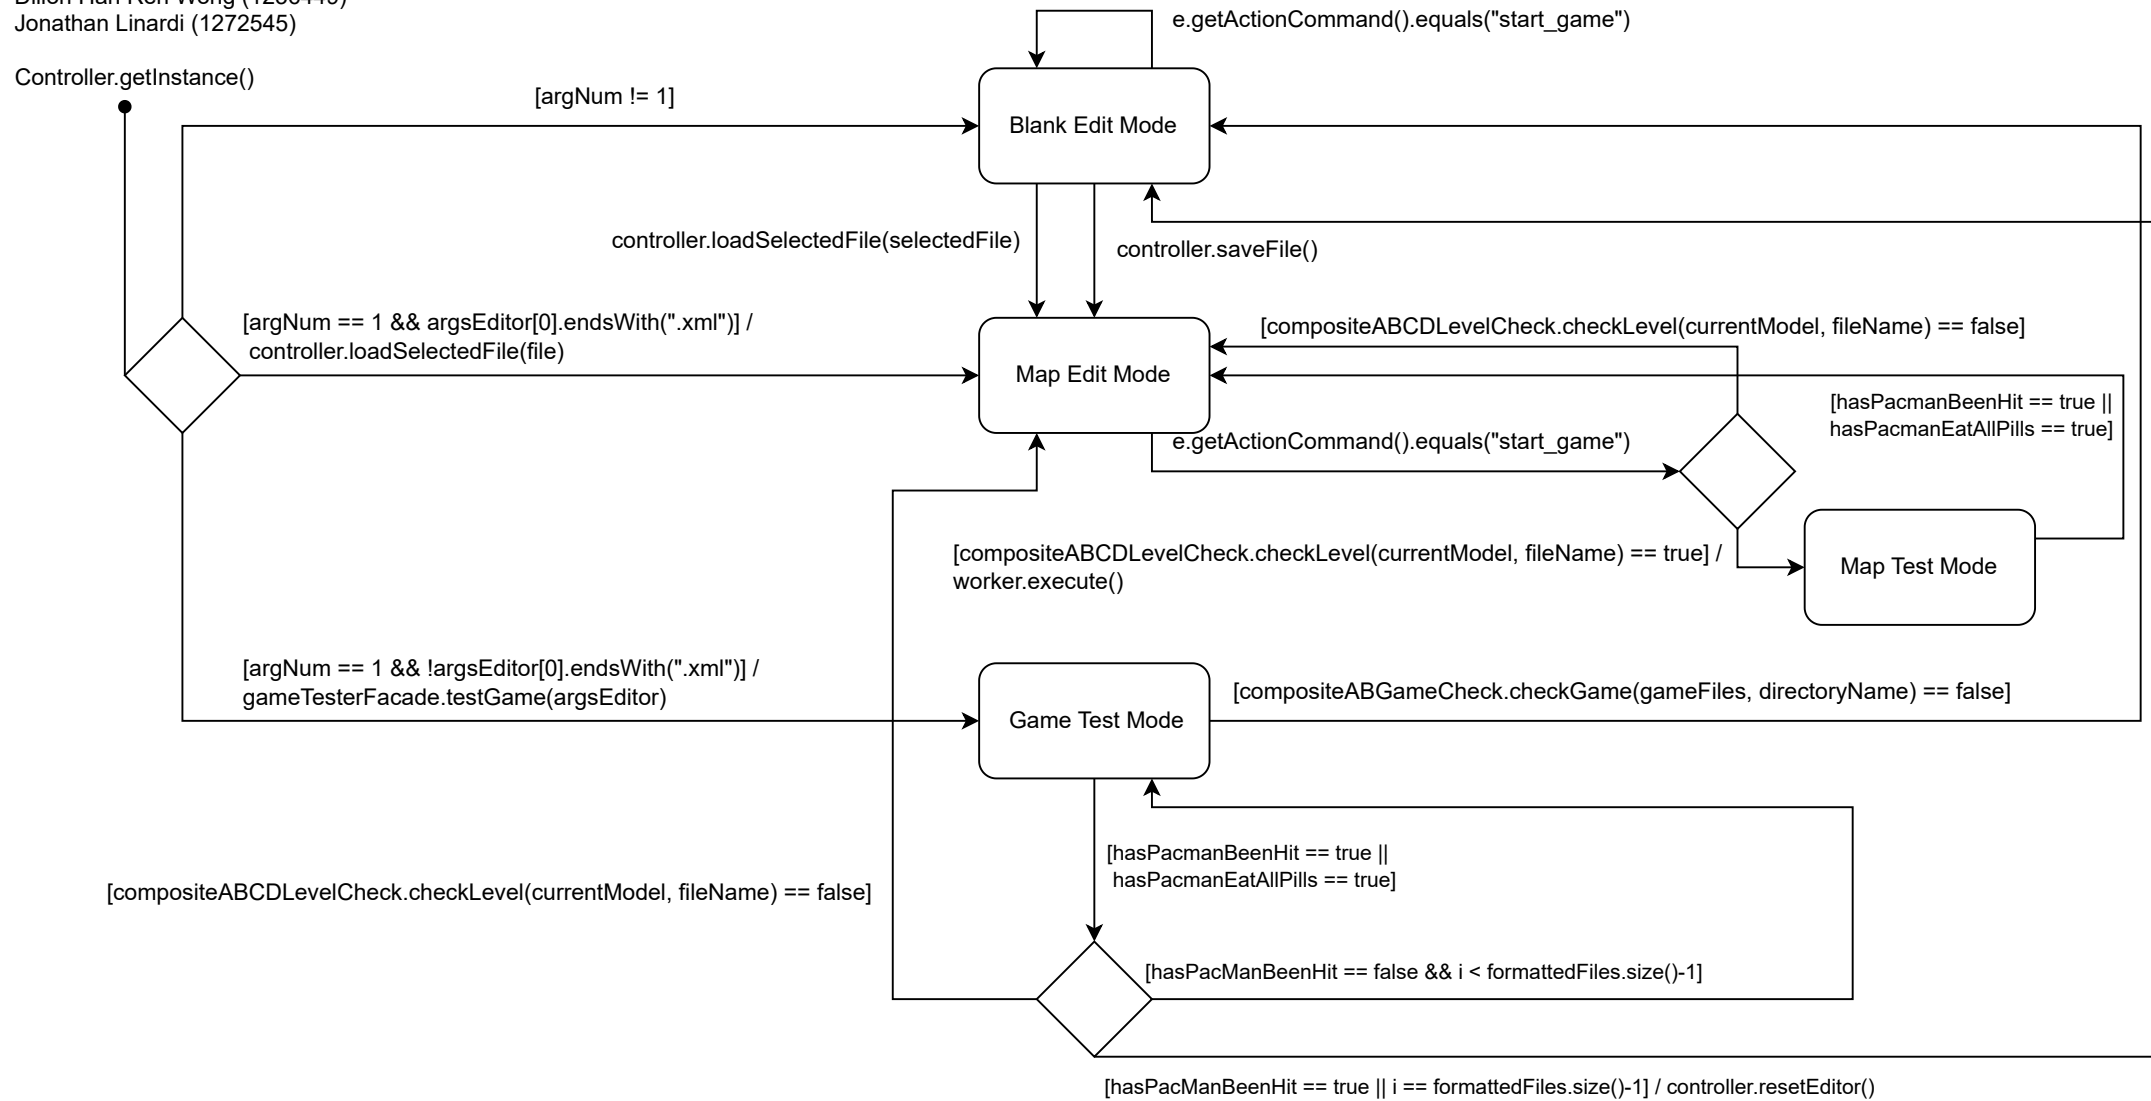 Jonathan Linardi (1272545)
Controller.getInstance()
e.getActionCommand().equals("start_game")
[argNum != 1]
Blank Edit Mode
controller.loadSelectedFile(selectedFile)
controller.saveFile()
[argNum == 1 && argsEditor[0].endsWith(".xml")] /
controller.loadSelectedFile(file)
[compositeABCDLevelCheck.checkLevel(currentModel, fileName) == false]
Map Edit Mode
[hasPacmanBeenHit == true ||
hasPacmanEatAllPills == true]
e.getActionCommand().equals("start_game")
[compositeABCDLevelCheck.checkLevel(currentModel, fileName) == true] /
worker.execute()
Map Test Mode
[argNum == 1 && !argsEditor[0].endsWith(".xml")] /
gameTesterFacade.testGame(argsEditor)
Game Test Mode
[compositeABGameCheck.checkGame(gameFiles, directoryName) == false]
[hasPacmanBeenHit == true ||
hasPacmanEatAllPills == true]
[compositeABCDLevelCheck.checkLevel(currentModel, fileName) == false]
[hasPacManBeenHit == false && i < formattedFiles.size()-1]
[hasPacManBeenHit == true || i == formattedFiles.size()-1] / controller.resetEditor()